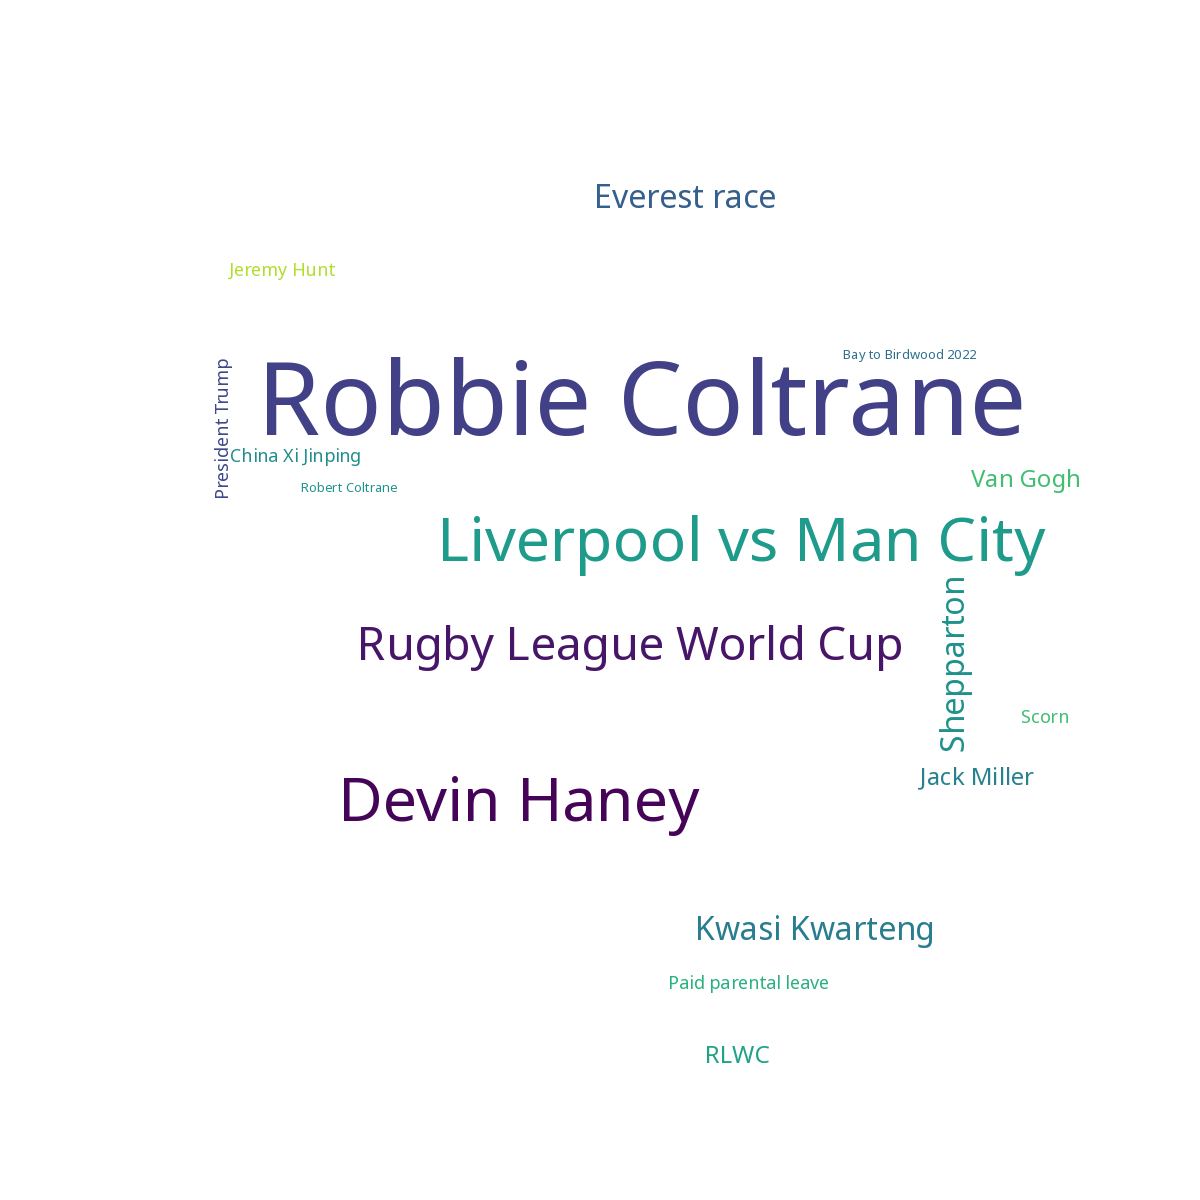 Everest race
Jeremy Hunt
Bay to Birdwood 2022
Robbie Coltrane
President Trump
China Xi Jinping
Van Gogh
Robert Coltrane
Liverpool vs Man City
Shepparton
Rugby League World Cup
Scorn
Jack Miller
Devin Haney
Kwasi Kwarteng
Paid parental leave
RLWC